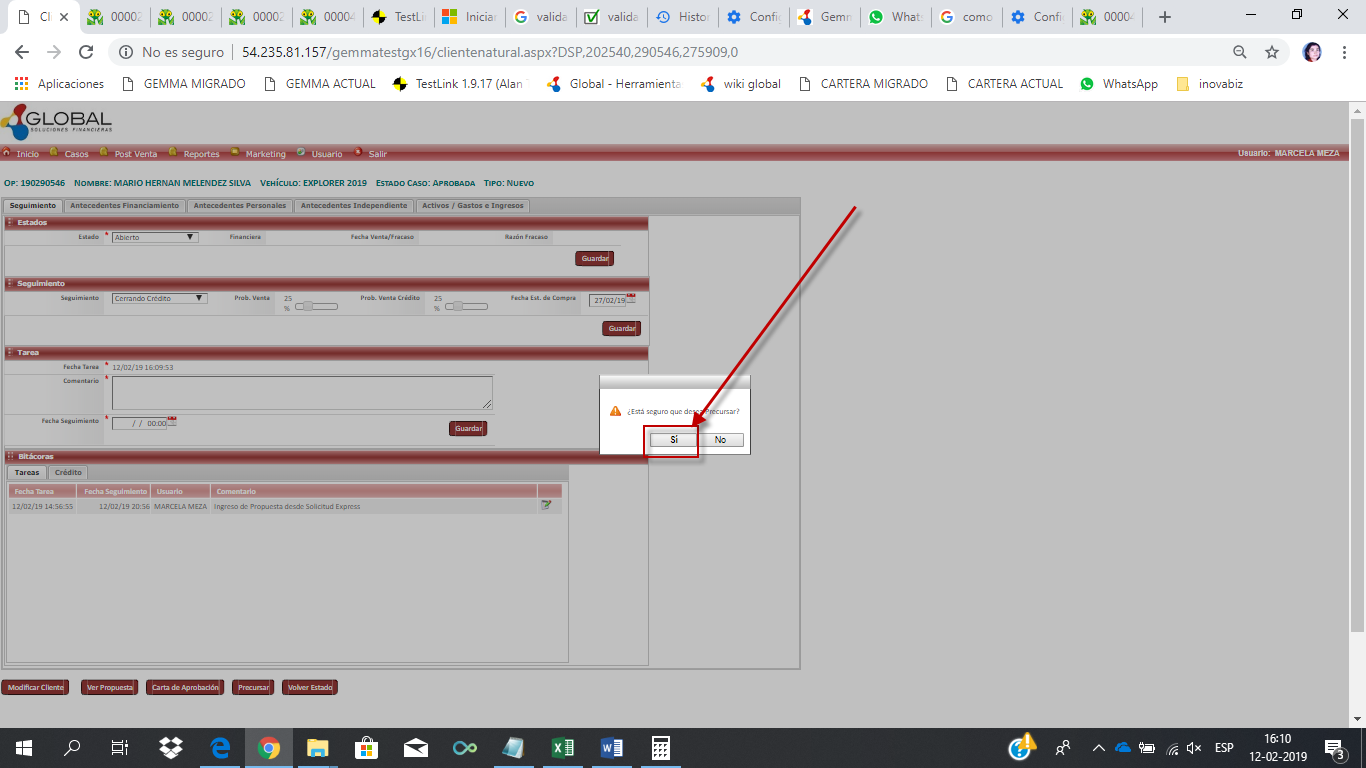 Cli
00002
00002
00002
00004
TestLi
Iniciar
valida
valida
Histor
Config
Gemm
Whats
como
Confi
00004
No es seguro | 54.235.81.157/gemmatestgx16/clientenatural.aspx?DSP,202540,290546,275909,0
Aplicaciones GEMMA MIGRADO GEMMA ACTUAL TestLink 1.9.17 (Alan Global - Herramienta wiki global CARTERA MIGRADO CARTERA ACTUAL WhatsApp inovabiz
GLOBAL
SOLUCIONES FINANCIERAS
Inicio Casos Post Venta Reportes Marketing Usuario Salir Usuario: MARCELA MEZA
Op: 190290546 Nombre: MARIO HERNAN MELENDEZ SILVA Vehículo: EXPLORER 2019 Estado Caso: Aprobada Tipo: Nuevo
Seguimiento Antecedentes Financiamiento Antecedentes Personales Antecedentes Independiente Activos / Gastos e Ingresos
Estados
Estado * Abierto Financiera Fecha Venta/Fracaso Razón Fracaso
Guardar
Seguimiento
Seguimiento Cerrando Crédito Prob. Venta 25 % Prob. Venta Crédito 25 % Fecha Est. de Compra 27/02/19
Guardar
Tarea
Fecha Tarea * 12/02/19 16:09:53
Comentario *
Fecha Seguimiento * / / 00:00
Guardar
¿Está seguro que desea Precursar?
Sí No
Bitácoras
Tareas Crédito
Fecha Tarea Fecha Seguimiento Usuario Comentario
12/02/19 14:56:55 12/02/19 20:56 MARCELA MEZA Ingreso de Propuesta desde Solicitud Express
Modificar Cliente Ver Propuesta Carta de Aprobación Precursar Volver Estado
ESP
16:10
12-02-2019
3